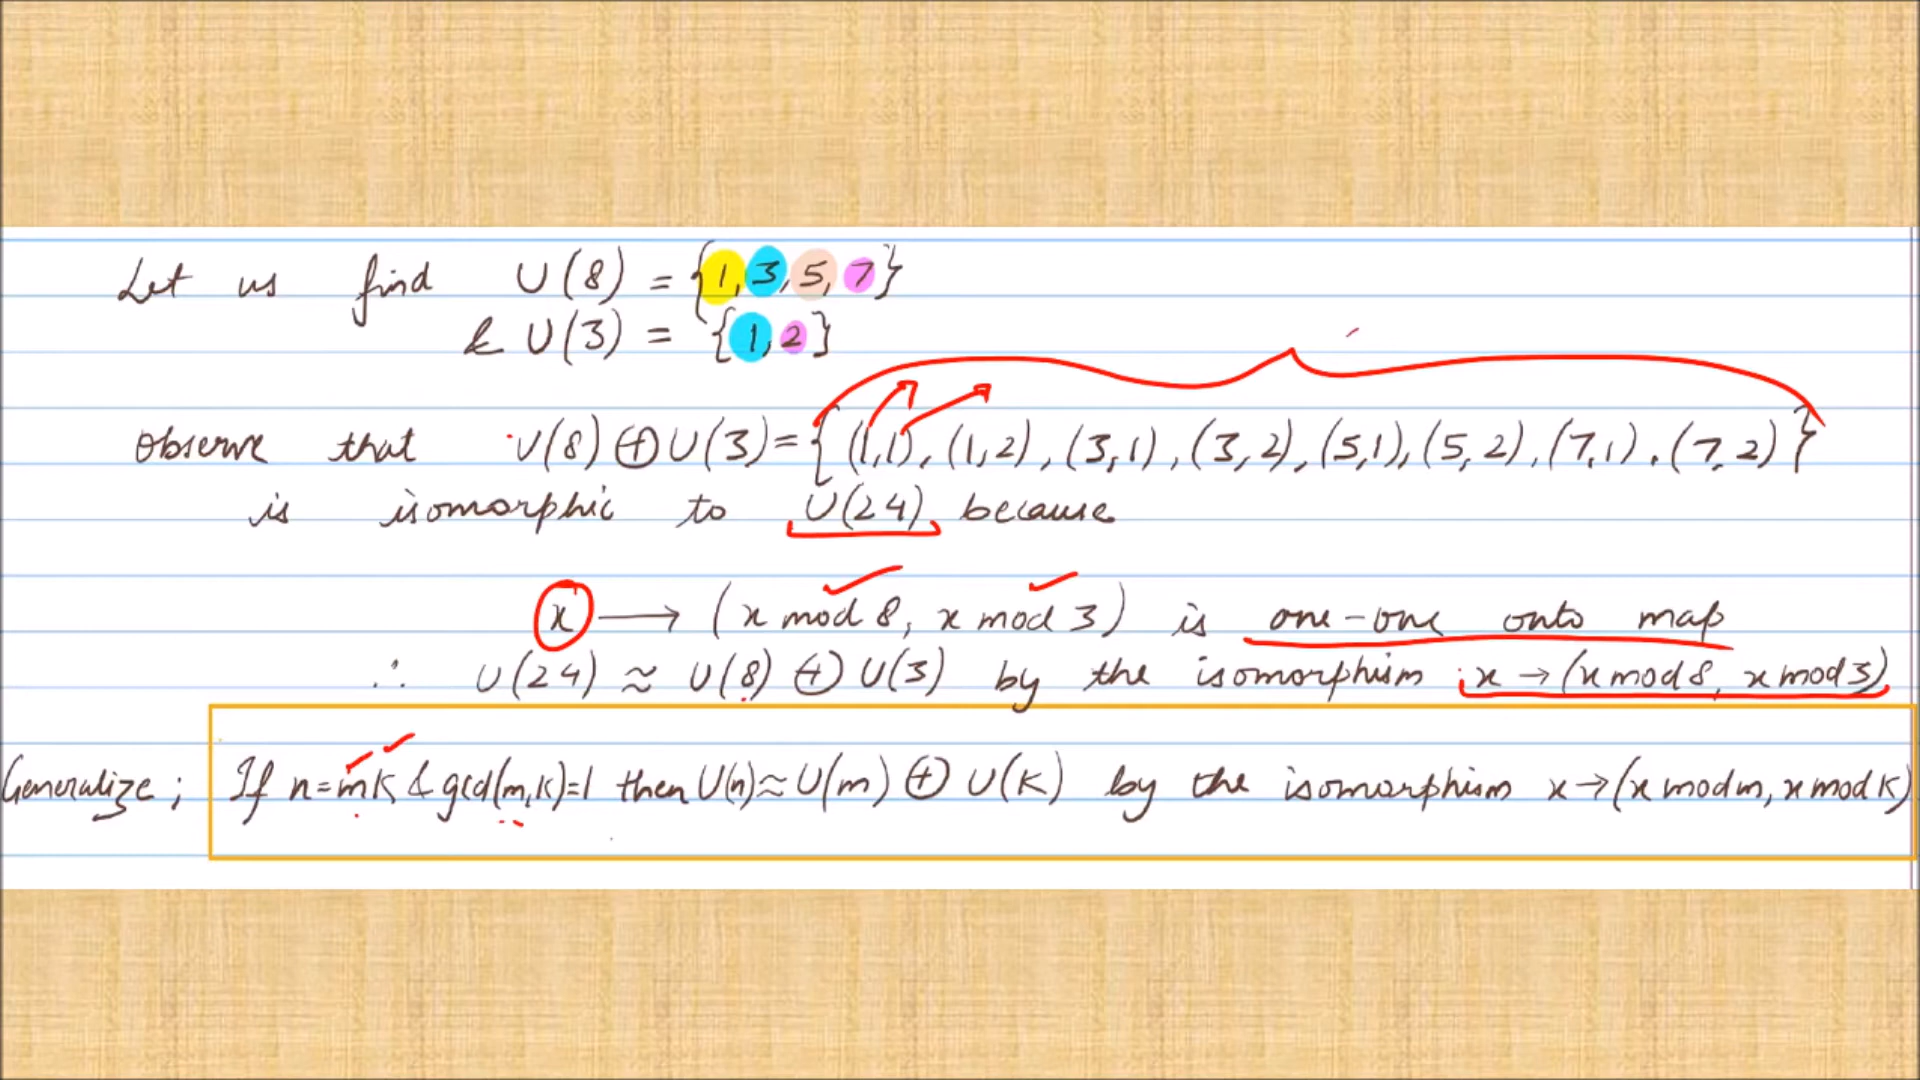 Let us find U(8) = {1, 3, 5, 7}
& U(3) = {1, 2}
Observe that U(8) ⊕ U(3) = { (1,1), (1,2), (3,1), (3,2), (5,1), (5,2), (7,1), (7,2) }
is isomorphic to U(24) because
x → (x mod 8, x mod 3) is one-one onto map
∴ U(24) ≈ U(8) ⊕ U(3) by the isomorphism x → (x mod 8, x mod 3)
Generalize ; If n=mk & gcd(m,k)=1 then U(n) ≈ U(m) ⊕ U(k) by the isomorphism x → (x mod m, x mod k)